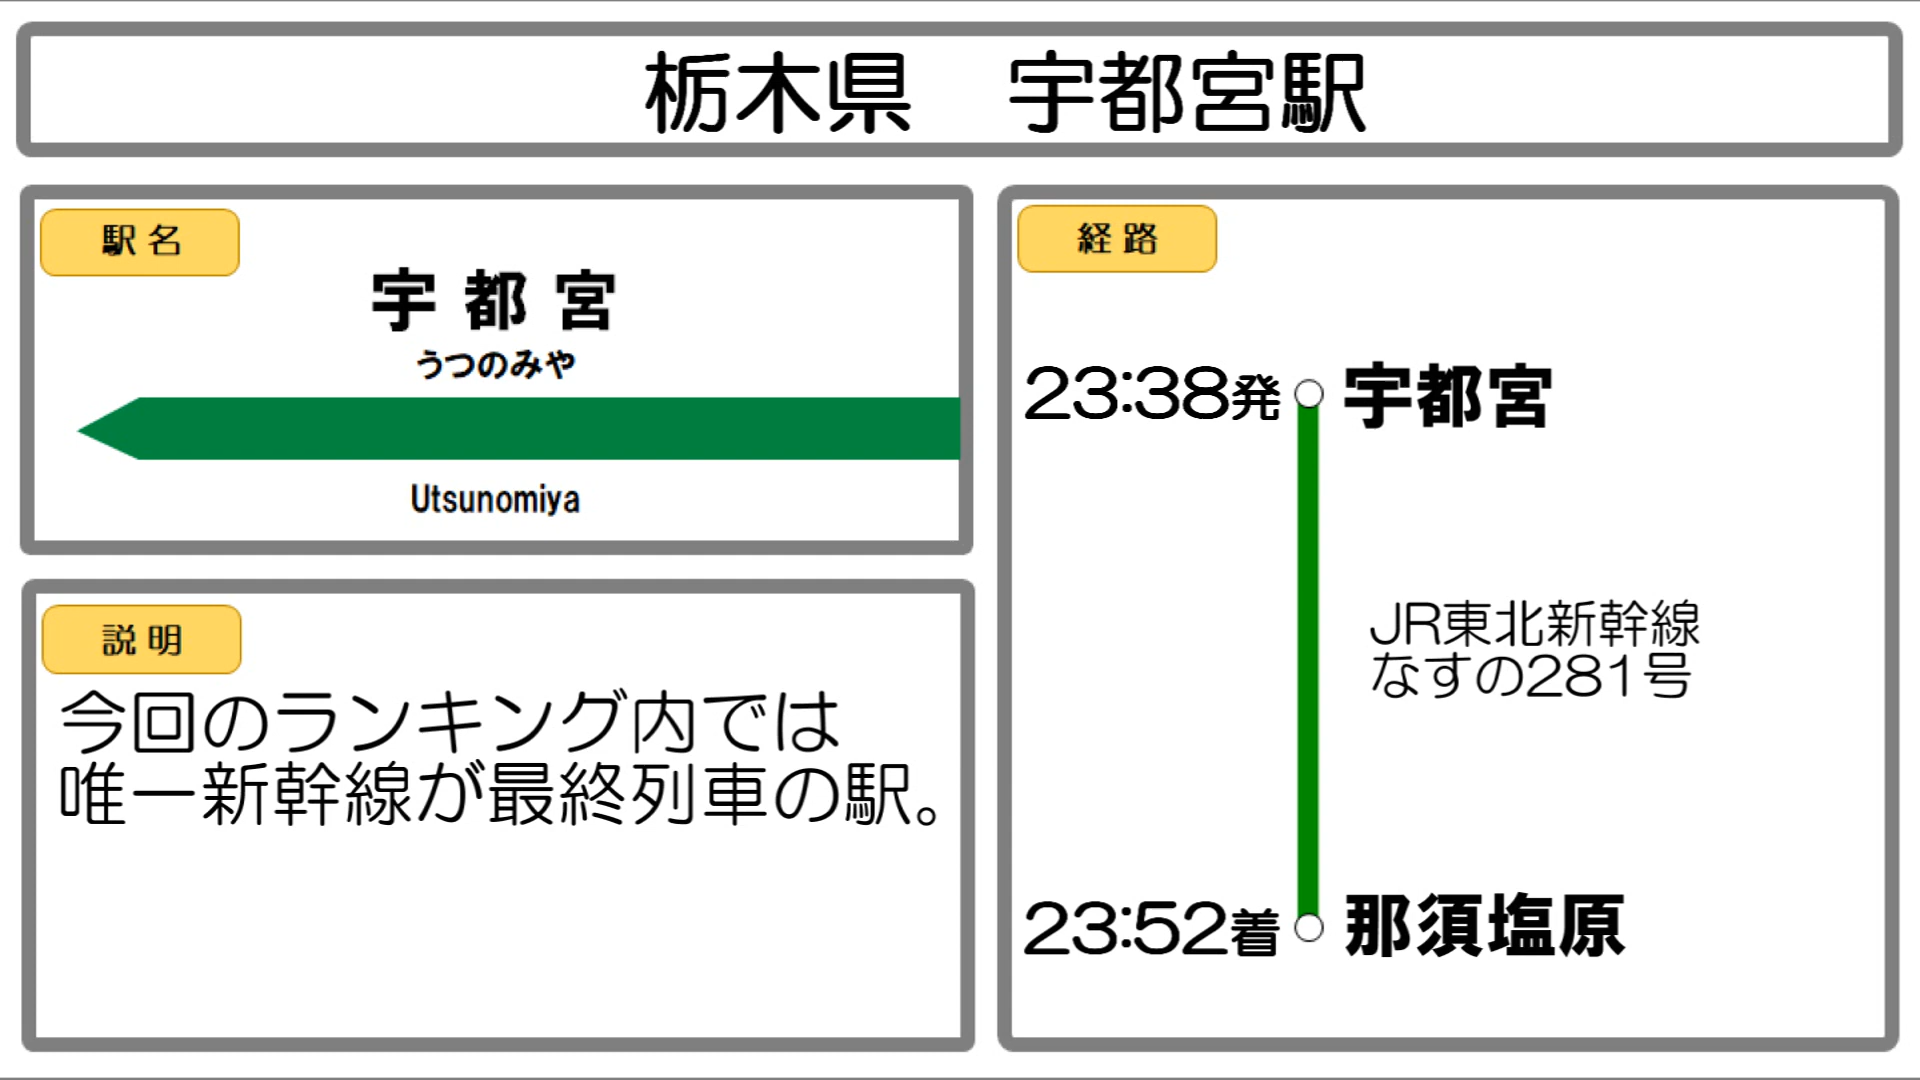 栃木県　宇都宮駅
駅名
宇都宮
うつのみや
Utsunomiya
説明
今回のランキング内では
唯一新幹線が最終列車の駅。
経路
23:38発 宇都宮
JR東北新幹線
なすの281号
23:52着 那須塩原